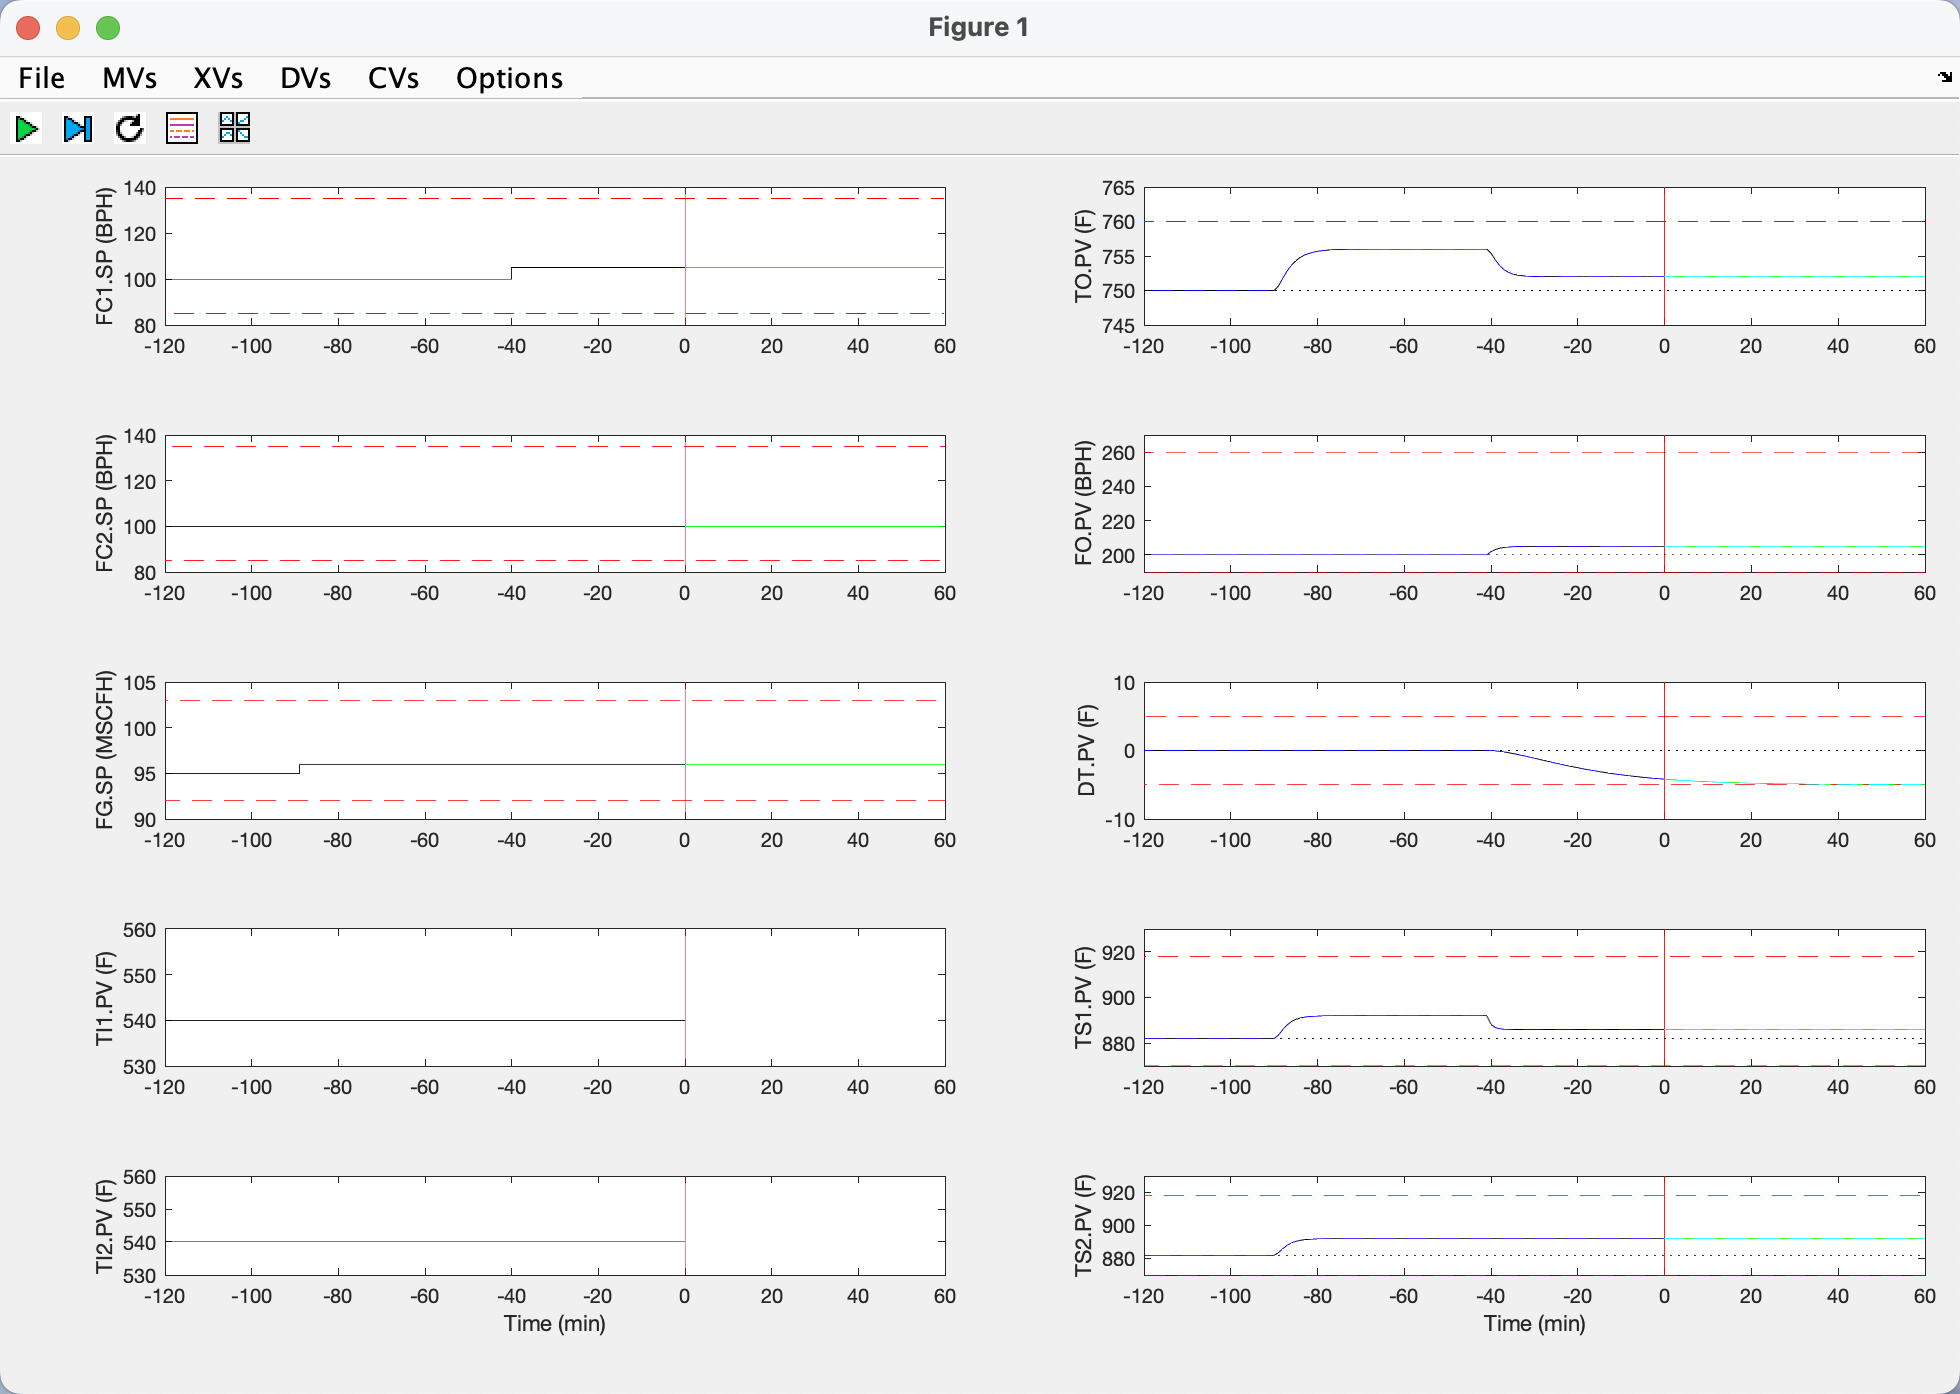 Figure 1
File MVs XVs DVs CVs Options
FC1.SP (BPH)
140
120
100
80
-120 -100 -80 -60 -40 -20 0 20 40 60
TO.PV (F)
765
760
755
750
745
-120 -100 -80 -60 -40 -20 0 20 40 60
FC2.SP (BPH)
140
120
100
80
-120 -100 -80 -60 -40 -20 0 20 40 60
FO.PV (BPH)
260
240
220
200
-120 -100 -80 -60 -40 -20 0 20 40 60
FG.SP (MSCFH)
105
100
95
90
-120 -100 -80 -60 -40 -20 0 20 40 60
DT.PV (F)
10
0
-10
-120 -100 -80 -60 -40 -20 0 20 40 60
TI1.PV (F)
560
550
540
530
-120 -100 -80 -60 -40 -20 0 20 40 60
TS1.PV (F)
920
900
880
-120 -100 -80 -60 -40 -20 0 20 40 60
TI2.PV (F)
560
550
540
530
-120 -100 -80 -60 -40 -20 0 20 40 60
Time (min)
TS2.PV (F)
920
900
880
-120 -100 -80 -60 -40 -20 0 20 40 60
Time (min)